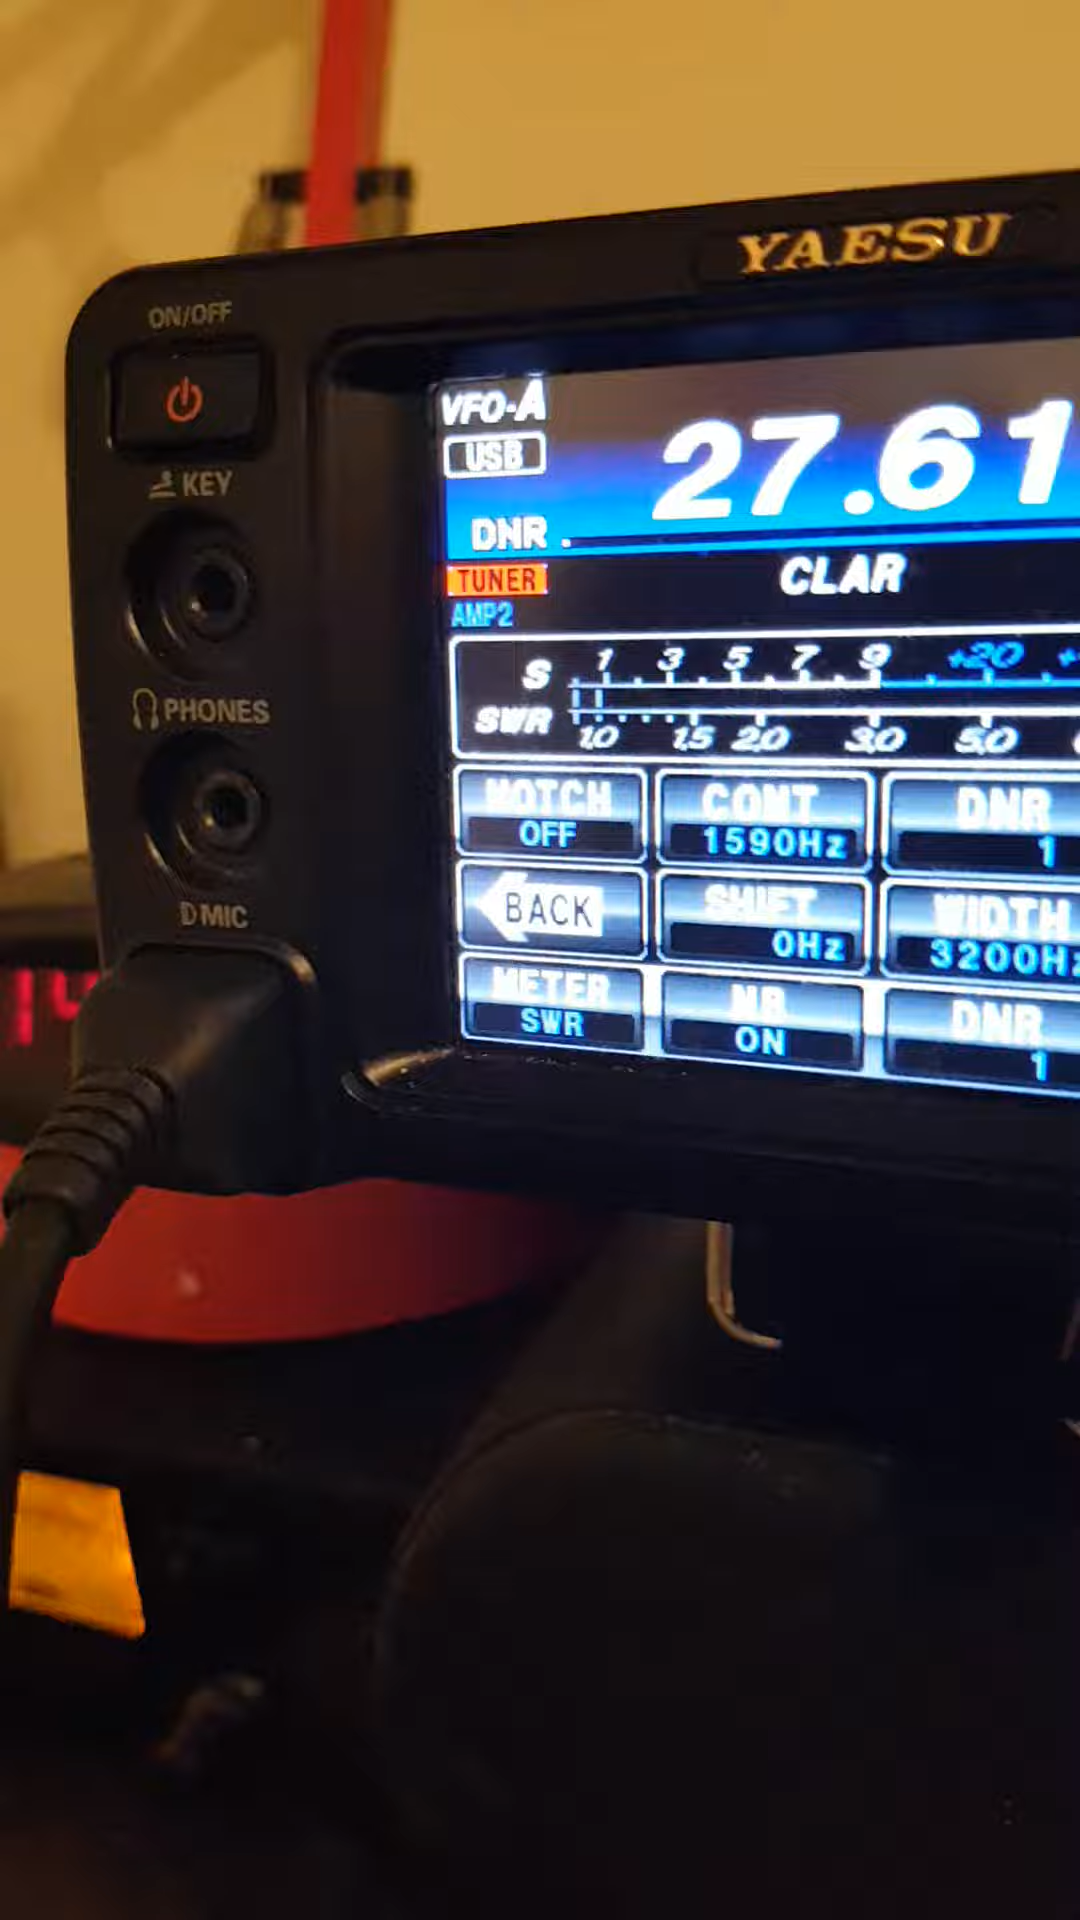 YAESU
ON/OFF
VFO-A
USB
27.61
KEY
DNR
TUNER
CLAR
AMP2
S 1 3 5 7 9 +20
SWR 1.0 1.5 2.0 3.0 5.0
PHONES
NOTCH CONT DNR
OFF 1590Hz 1
BACK SHIFT WIDTH
0Hz 3200Hz
D MIC
METER NB DNR
SWR ON 1